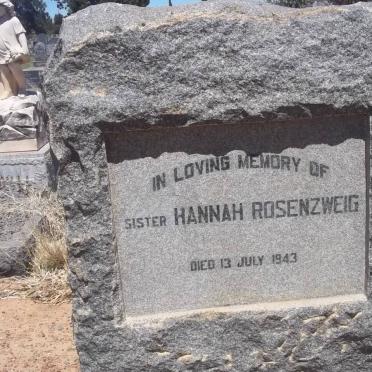 IN LOVING MEMORY OF
SISTER HANNAH ROSENZWEIG
DIED 13 JULY 1943